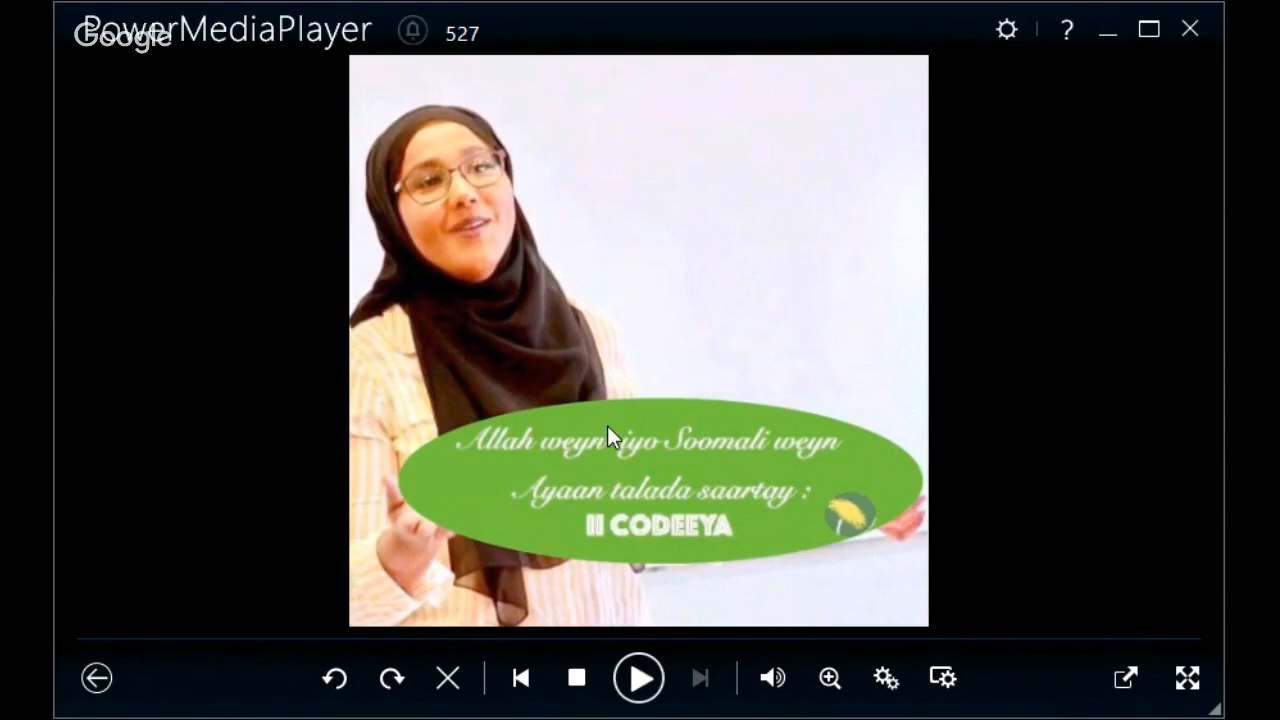 PowerMediaPlayer
Google
527
?
Allah weyn iyo Soomali weyn
Ayaan talada saartay :
II CODEEYA